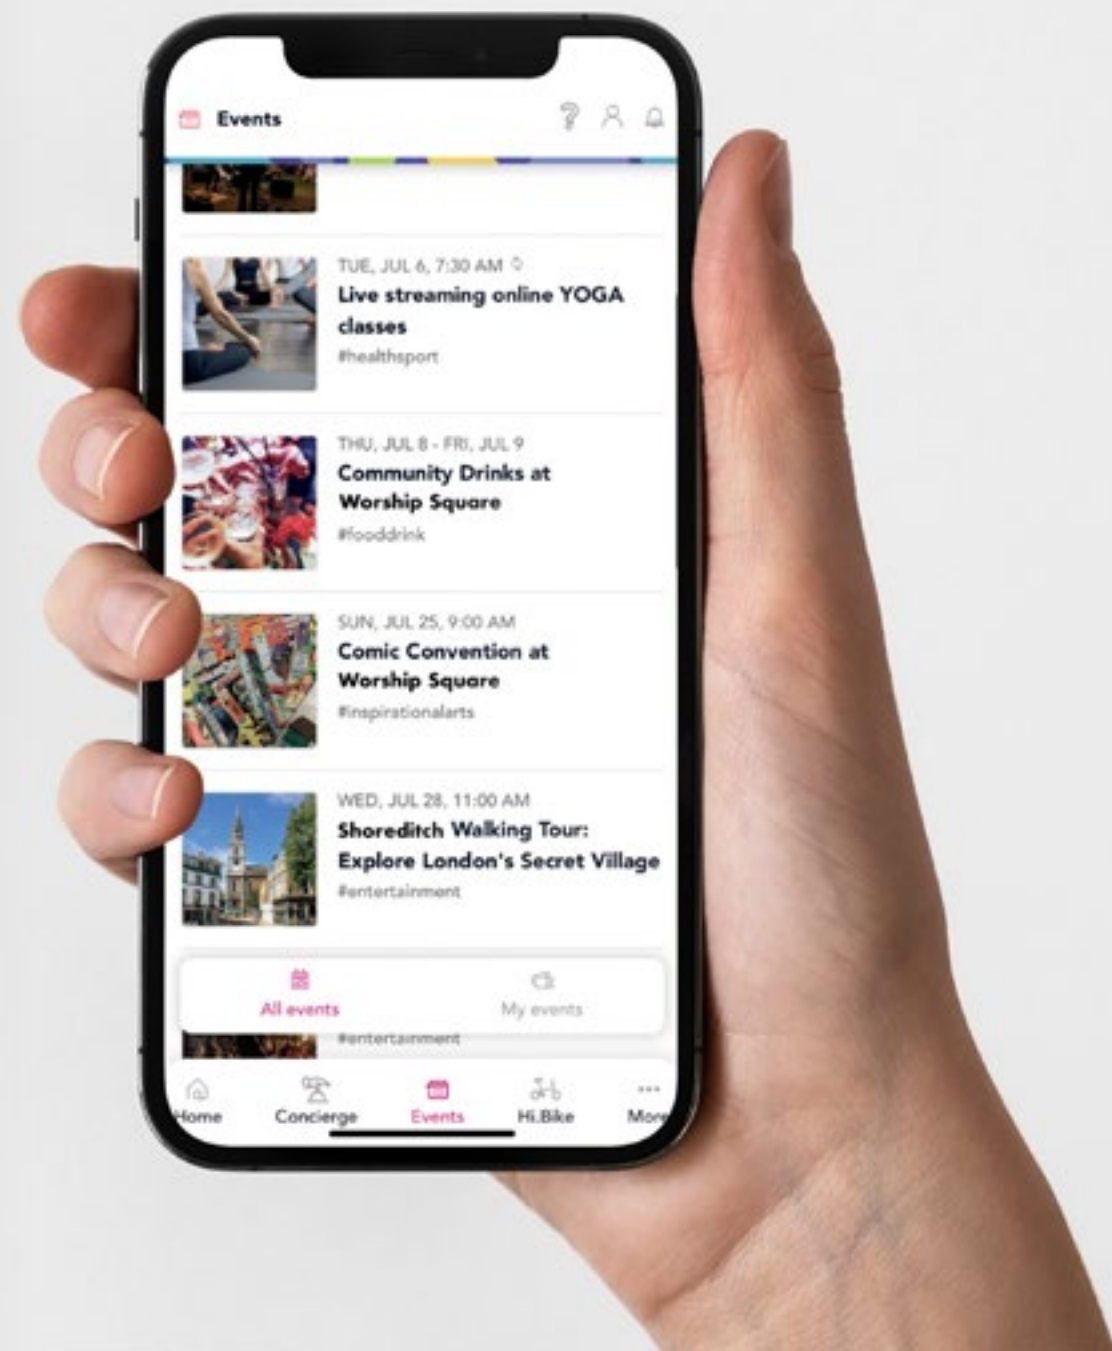 Events
TUE, JUL 6, 7:30 AM
Live streaming online YOGA
classes
#healthsport
THU, JUL 8 - FRI, JUL 9
Community Drinks at
Worship Square
#fooddrink
SUN, JUL 25, 9:00 AM
Comic Convention at
Worship Square
#inspirationalarts
WED, JUL 28, 11:00 AM
Shoreditch Walking Tour:
Explore London's Secret Village
#entertainment
All events
My events
#entertainment
Home
Concierge
Events
Hi.Bike
More